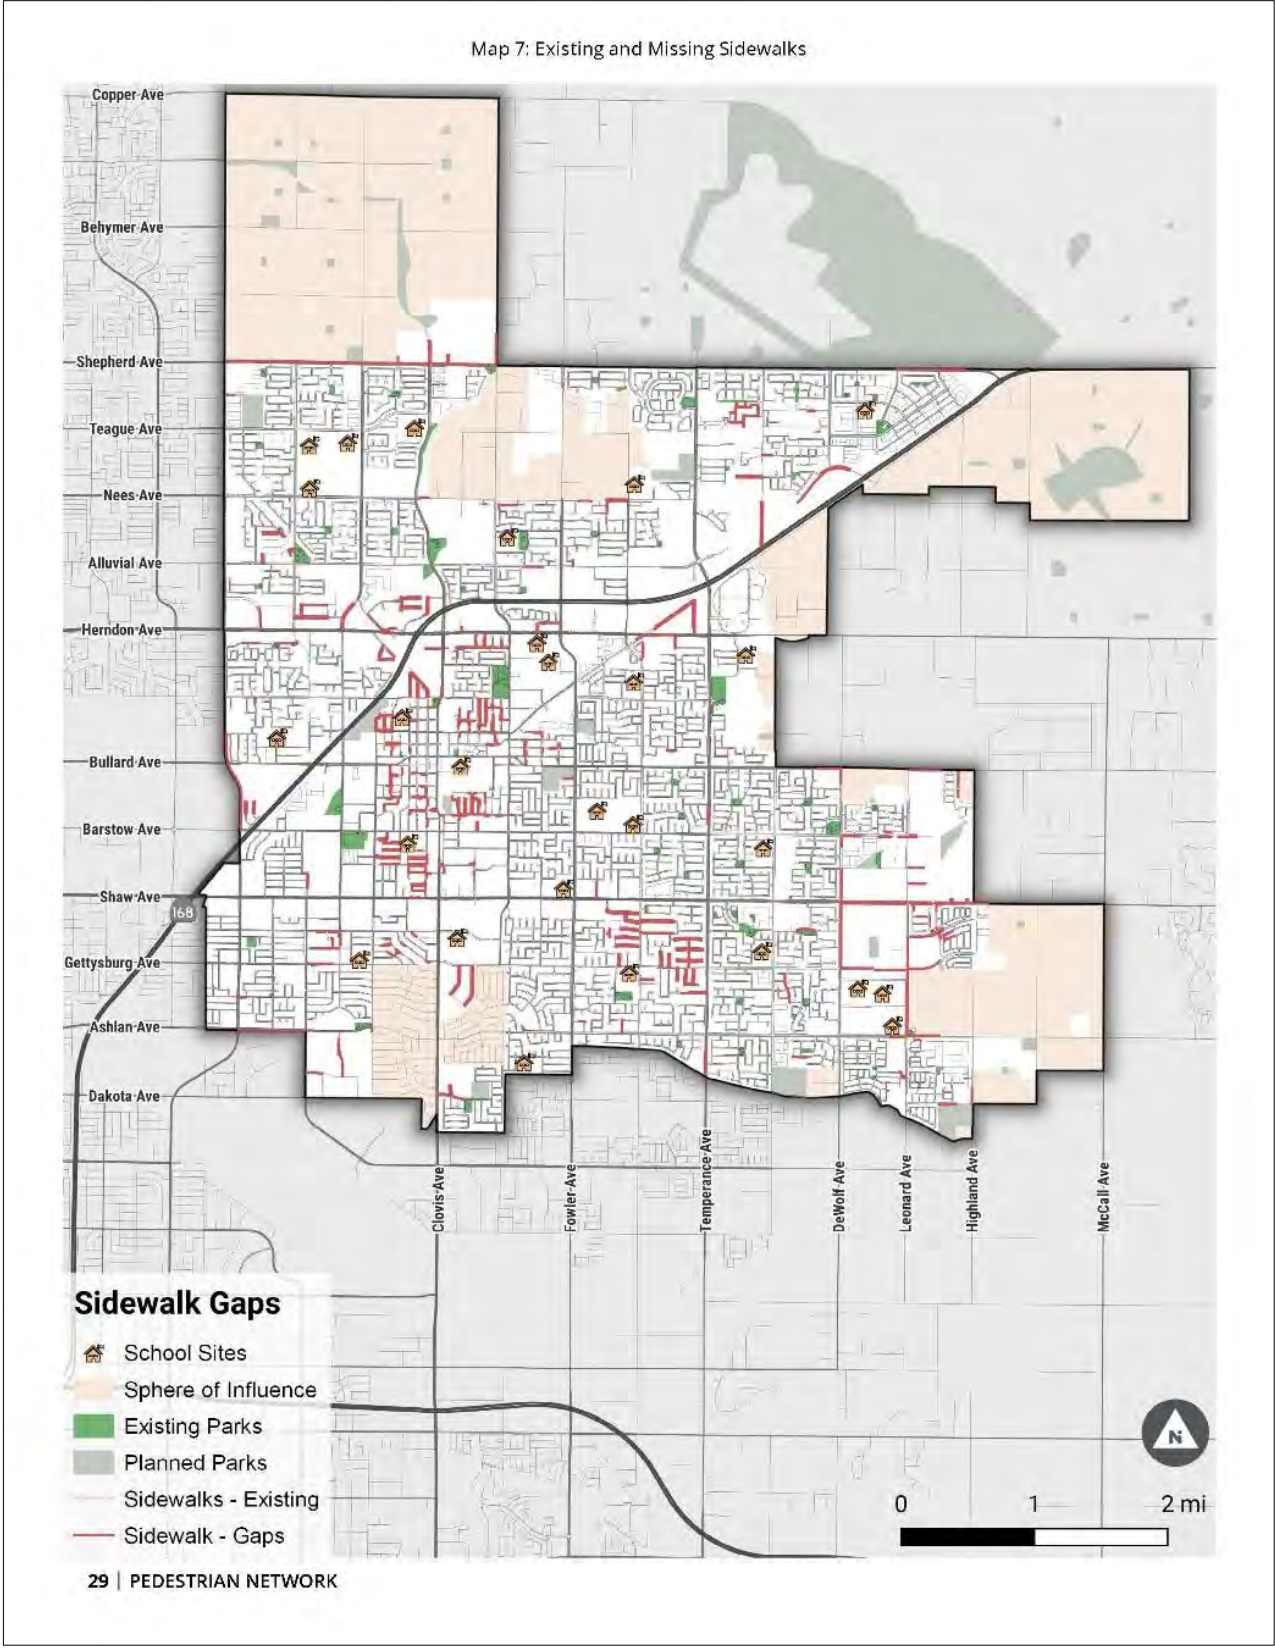 Map 7: Existing and Missing Sidewalks
Copper Ave
Behymer Ave
Shepherd Ave
Teague Ave
Nees Ave
Alluvial Ave
Herndon Ave
Bullard Ave
Barstow Ave
Shaw Ave
168
Gettysburg Ave
Ashlan Ave
Dakota Ave
Clovis Ave
Fowler Ave
Temperance Ave
DeWolf Ave
Leonard Ave
Highland Ave
McCall Ave
Sidewalk Gaps
School Sites
Sphere of Influence
Existing Parks
Planned Parks
Sidewalks - Existing
Sidewalk - Gaps
N
0 1 2 mi
29 | PEDESTRIAN NETWORK